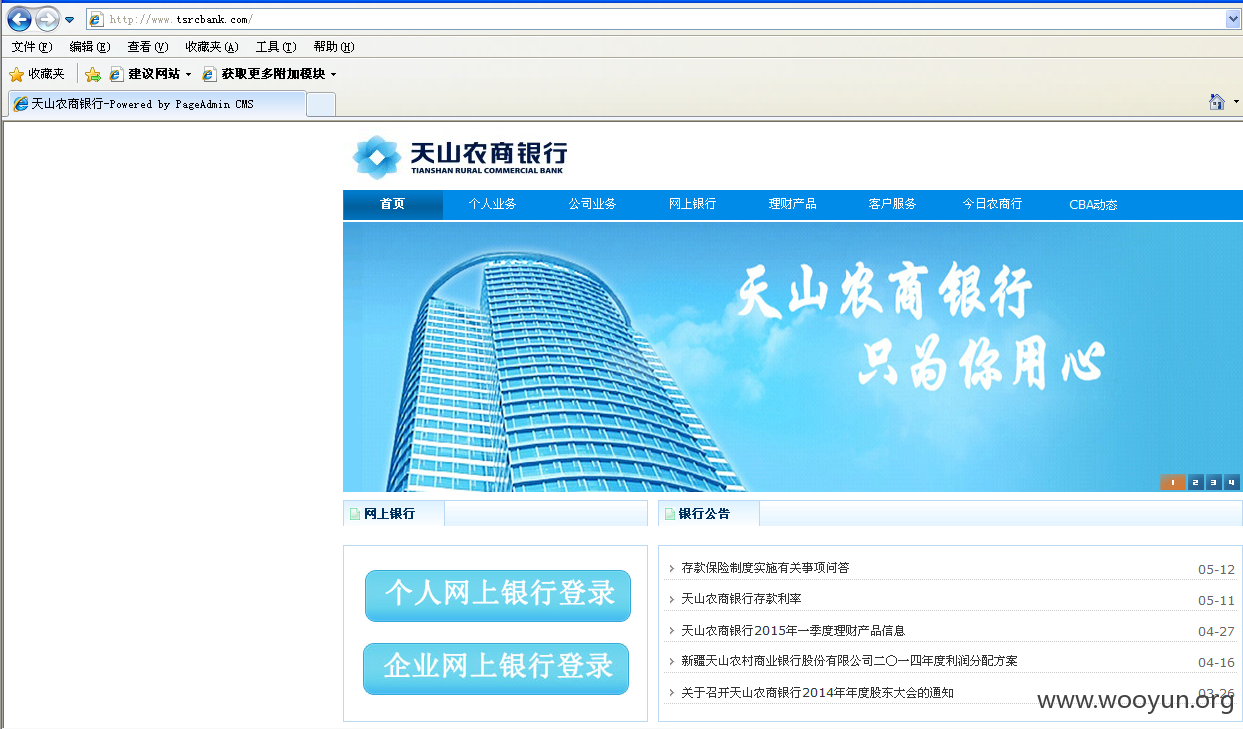 http://www.tsrcbank.com/
文件(F) 编辑(E) 查看(V) 收藏夹(A) 工具(T) 帮助(H)
收藏夹 建议网站 获取更多附加模块
天山农商银行-Powered by PageAdmin CMS
天山农商银行
TIANSHAN RURAL COMMERCIAL BANK
首页 个人业务 公司业务 网上银行 理财产品 客户服务 今日农商行 CBA动态
天山农商银行
只为你用心
1 2 3 4
网上银行 银行公告
个人网上银行登录
企业网上银行登录
存款保险制度实施有关事项问答 05-12
天山农商银行存款利率 05-11
天山农商银行2015年一季度理财产品信息 04-27
新疆天山农村商业银行股份有限公司二〇一四年度利润分配方案 04-16
关于召开天山农商银行2014年年度股东大会的通知 03-26
www.wooyun.org